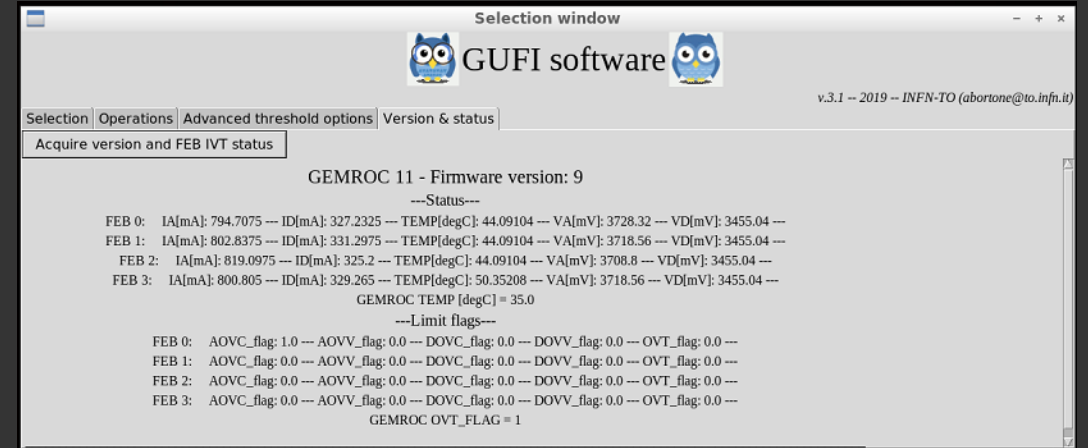 Selection window
GUFI software
v.3.1 -- 2019 -- INFN-TO (abortone@to.infn.it)
Selection Operations Advanced threshold options Version & status
Acquire version and FEB IVT status
GEMROC 11 - Firmware version: 9
---Status---
FEB 0: IA[mA]: 794.7075 --- ID[mA]: 327.2325 --- TEMP[degC]: 44.09104 --- VA[mV]: 3728.32 --- VD[mV]: 3455.04 ---
FEB 1: IA[mA]: 802.8375 --- ID[mA]: 331.2975 --- TEMP[degC]: 44.09104 --- VA[mV]: 3718.56 --- VD[mV]: 3455.04 ---
FEB 2: IA[mA]: 819.0975 --- ID[mA]: 325.2 --- TEMP[degC]: 44.09104 --- VA[mV]: 3708.8 --- VD[mV]: 3455.04 ---
FEB 3: IA[mA]: 800.805 --- ID[mA]: 329.265 --- TEMP[degC]: 50.35208 --- VA[mV]: 3718.56 --- VD[mV]: 3455.04 ---
GEMROC TEMP [degC] = 35.0
---Limit flags---
FEB 0: AOVC_flag: 1.0 --- AOVV_flag: 0.0 --- DOVC_flag: 0.0 --- DOVV_flag: 0.0 --- OVT_flag: 0.0 ---
FEB 1: AOVC_flag: 0.0 --- AOVV_flag: 0.0 --- DOVC_flag: 0.0 --- DOVV_flag: 0.0 --- OVT_flag: 0.0 ---
FEB 2: AOVC_flag: 0.0 --- AOVV_flag: 0.0 --- DOVC_flag: 0.0 --- DOVV_flag: 0.0 --- OVT_flag: 0.0 ---
FEB 3: AOVC_flag: 0.0 --- AOVV_flag: 0.0 --- DOVC_flag: 0.0 --- DOVV_flag: 0.0 --- OVT_flag: 0.0 ---
GEMROC OVT_FLAG = 1